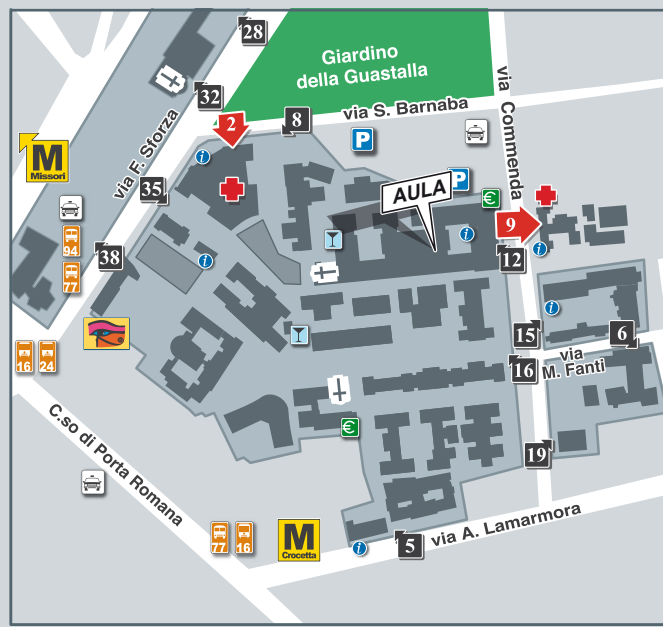 28
Giardino
della Guastalla
32
2
8
via S. Barnaba
via Commenda
P
M
Missori
via F. Sforza
i
35
P
AULA
€
9
94
38
i
i
i
12
77
i
16
24
15
6
16
via
M. Fanti
€
C.so di Porta Romana
19
77
16
M
Crocetta
i
5
via A. Lamarmora